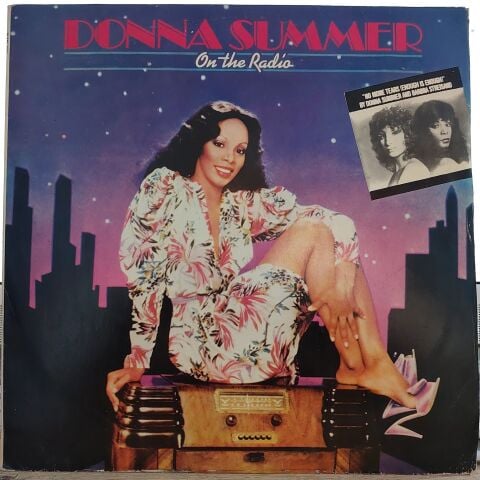 DONNA SUMMER
On the Radio
"NO MORE TEARS (ENOUGH IS ENOUGH)"
BY DONNA SUMMER AND BARBRA STREISAND